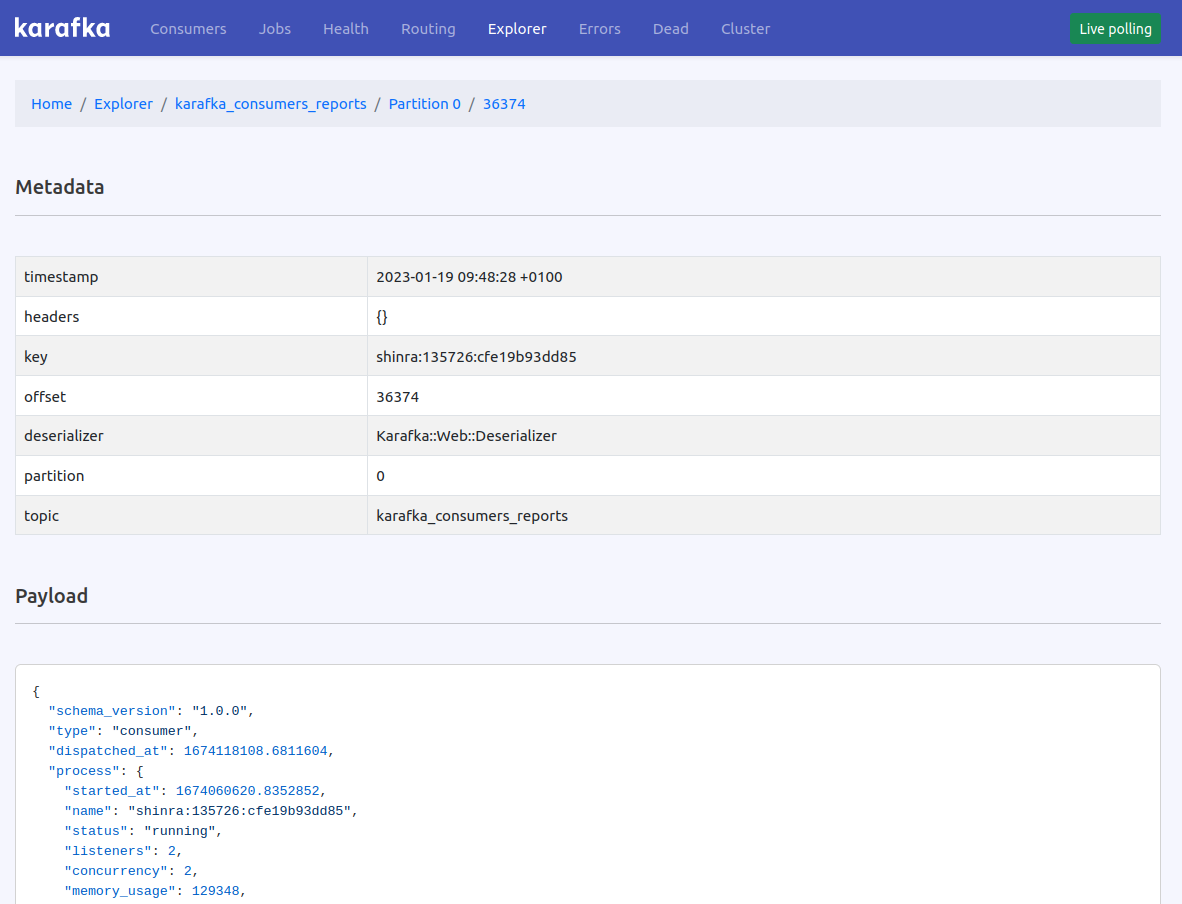 karafka Consumers Jobs Health Routing Explorer Errors Dead Cluster Live polling
Home / Explorer / karafka_consumers_reports / Partition 0 / 36374
Metadata
timestamp 2023-01-19 09:48:28 +0100
headers {}
key shinra:135726:cfe19b93dd85
offset 36374
deserializer Karafka::Web::Deserializer
partition 0
topic karafka_consumers_reports
Payload
{
"schema_version": "1.0.0",
"type": "consumer",
"dispatched_at": 1674118108.6811604,
"process": {
"started_at": 1674060620.8352852,
"name": "shinra:135726:cfe19b93dd85",
"status": "running",
"listeners": 2,
"concurrency": 2,
"memory_usage": 129348,